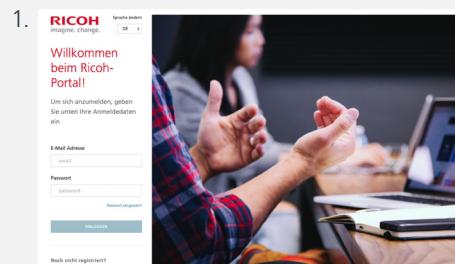 1.
RICOH
imagine. change.
Sprache ändern
DE
Willkommen
beim Ricoh-
Portal!
Um sich anzumelden, geben
Sie unten Ihre Anmeldedaten
ein
E-Mail Adresse
email
Passwort
password
Passwort vergessen?
EINLOGGEN
Noch nicht registriert?